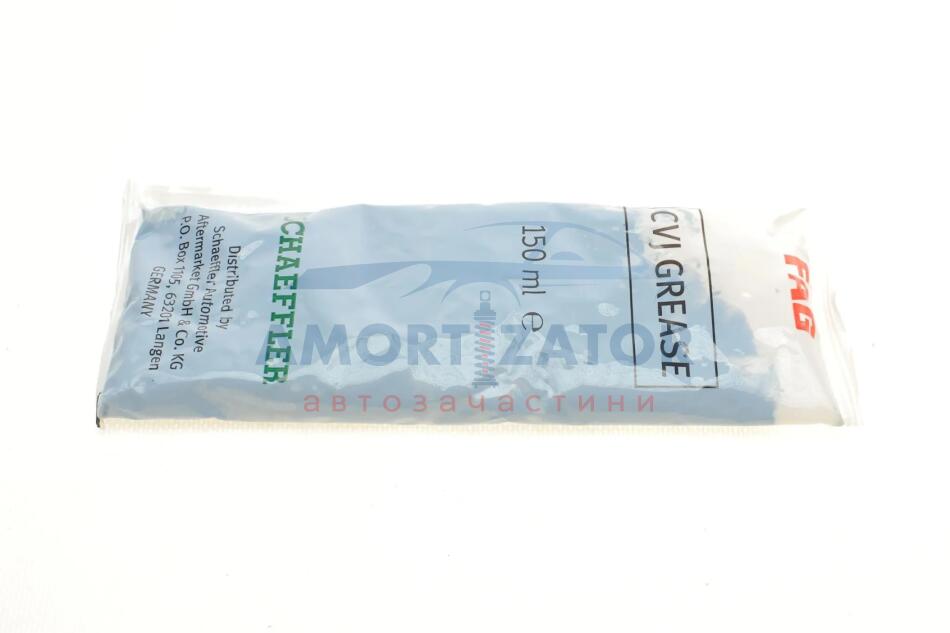 FAG
CVJ GREASE
150 ml e
SCHAEFFLER
Distributed by
Schaeffler Automotive
Aftermarket GmbH & Co. KG
P.O. Box 1105, 63201 Langen
GERMANY
AMORTIZATOR
автозачастини